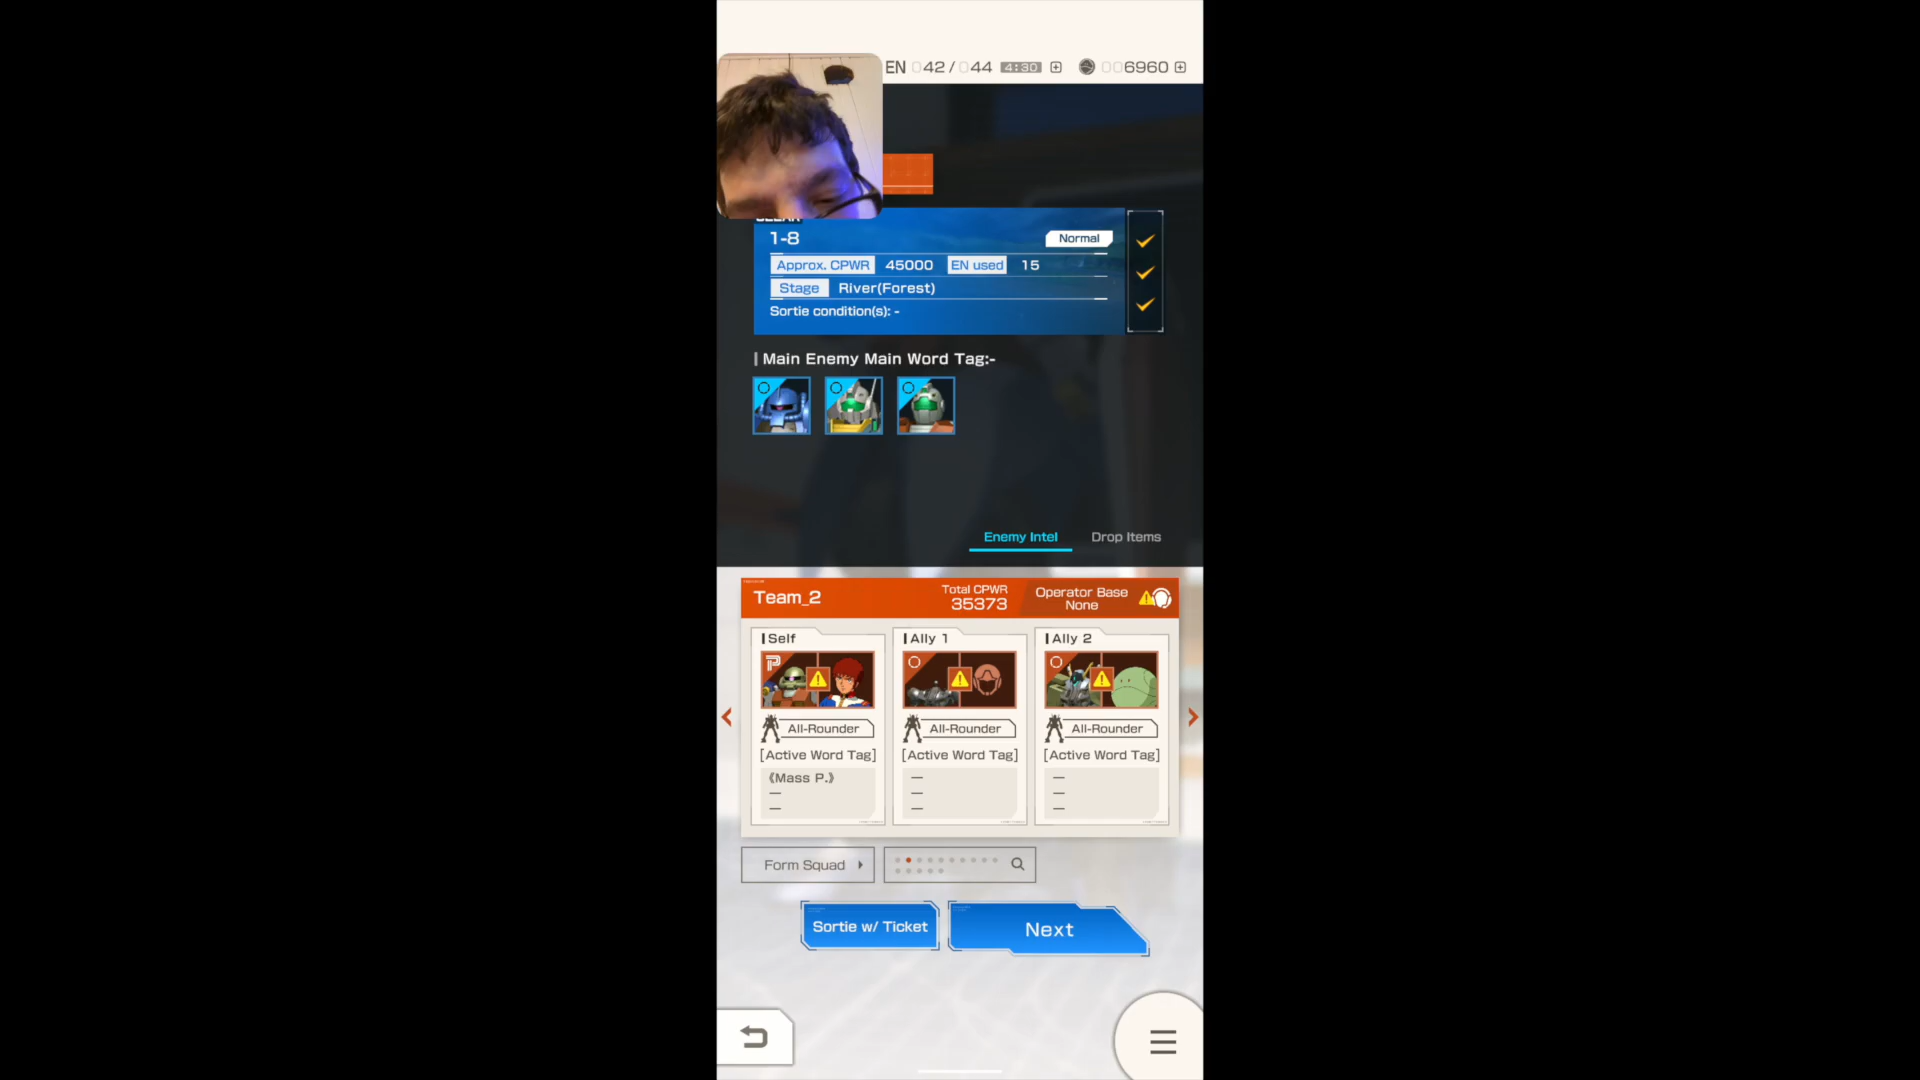 EN 042/044 4:30 006960
1-8 Normal
Approx. CPWR 45000 EN used 15
Stage River(Forest)
Sortie condition(s): -
Main Enemy Main Word Tag:-
Enemy Intel Drop Items
Team_2 Total CPWR 35373 Operator Base None
Self Ally 1 Ally 2
P
All-Rounder All-Rounder All-Rounder
[Active Word Tag] [Active Word Tag] [Active Word Tag]
《Mass P.》 — —
— — —
— — —
Form Squad
Sortie w/ Ticket Next